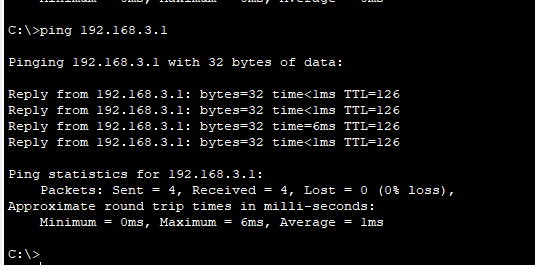 C:\>ping 192.168.3.1
Pinging 192.168.3.1 with 32 bytes of data:
Reply from 192.168.3.1: bytes=32 time<1ms TTL=126
Reply from 192.168.3.1: bytes=32 time<1ms TTL=126
Reply from 192.168.3.1: bytes=32 time=6ms TTL=126
Reply from 192.168.3.1: bytes=32 time<1ms TTL=126
Ping statistics for 192.168.3.1:
Packets: Sent = 4, Received = 4, Lost = 0 (0% loss),
Approximate round trip times in milli-seconds:
Minimum = 0ms, Maximum = 6ms, Average = 1ms
C:\>